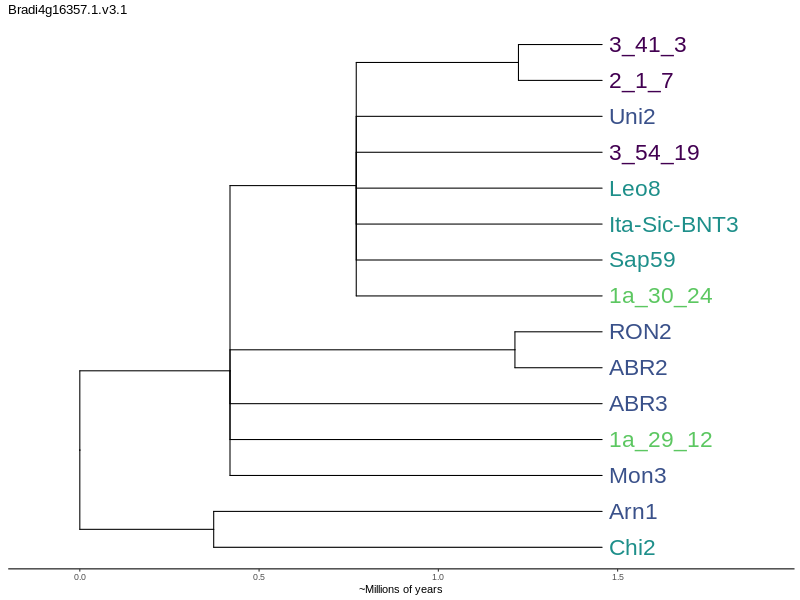 Bradi4g16357.1.v3.1
3_41_3
2_1_7
Uni2
3_54_19
Leo8
Ita-Sic-BNT3
Sap59
1a_30_24
RON2
ABR2
ABR3
1a_29_12
Mon3
Arn1
Chi2
0.0 0.5 1.0 1.5
~Millions of years